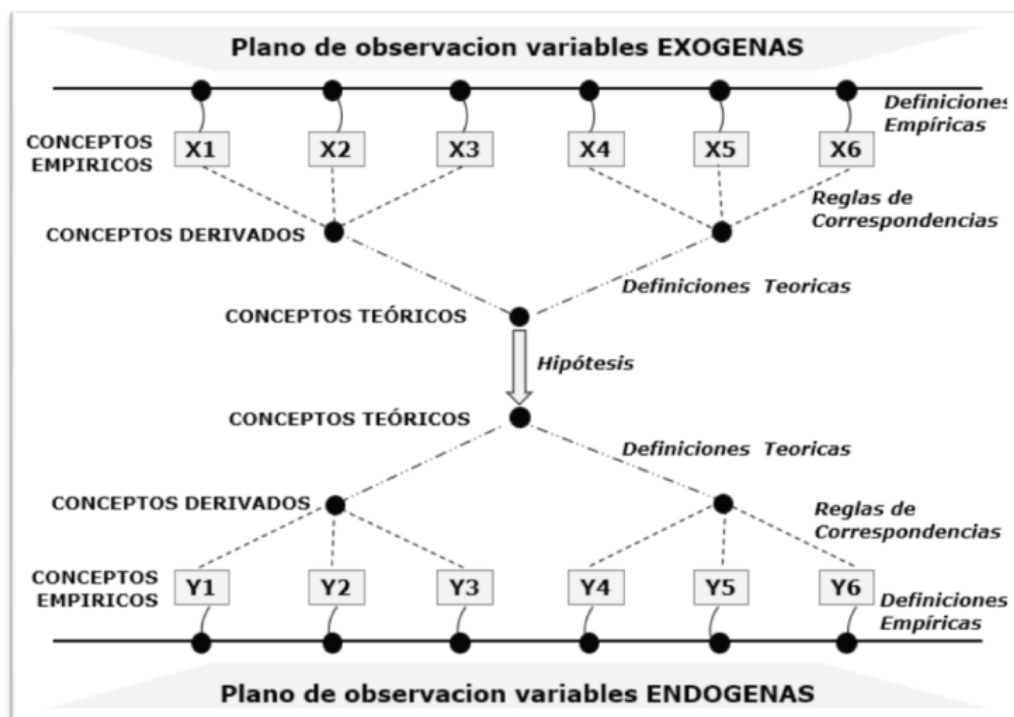 Plano de observacion variables EXOGENAS
Definiciones
Empíricas
CONCEPTOS
EMPIRICOS
X1 X2 X3 X4 X5 X6
Reglas de
Correspondencias
CONCEPTOS DERIVADOS
Definiciones Teoricas
CONCEPTOS TEÓRICOS
Hipótesis
CONCEPTOS TEÓRICOS
Definiciones Teoricas
CONCEPTOS DERIVADOS
Reglas de
Correspondencias
CONCEPTOS
EMPIRICOS
Y1 Y2 Y3 Y4 Y5 Y6
Definiciones
Empíricas
Plano de observacion variables ENDOGENAS